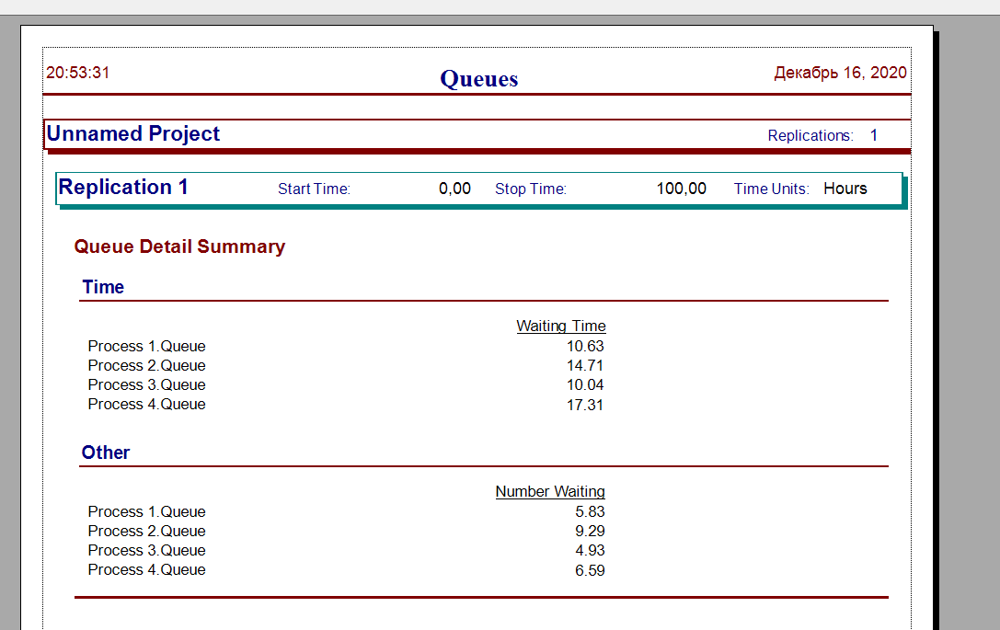 20:53:31 Queues Декабрь 16, 2020
Unnamed Project Replications: 1
Replication 1 Start Time: 0,00 Stop Time: 100,00 Time Units: Hours
Queue Detail Summary
Time
Waiting Time
Process 1.Queue 10.63
Process 2.Queue 14.71
Process 3.Queue 10.04
Process 4.Queue 17.31
Other
Number Waiting
Process 1.Queue 5.83
Process 2.Queue 9.29
Process 3.Queue 4.93
Process 4.Queue 6.59